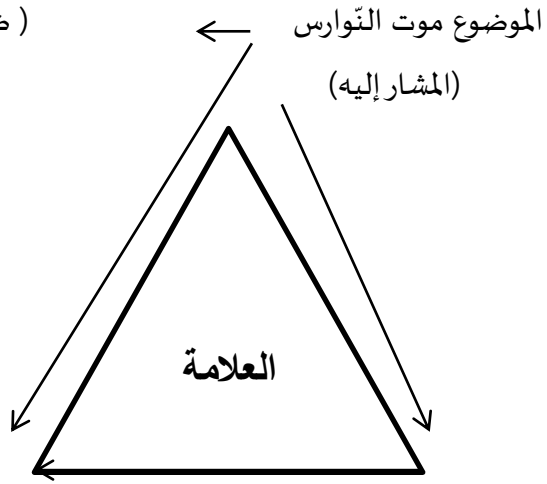 الموضوع موت النّوارس
(المشار إليه)
العلامة